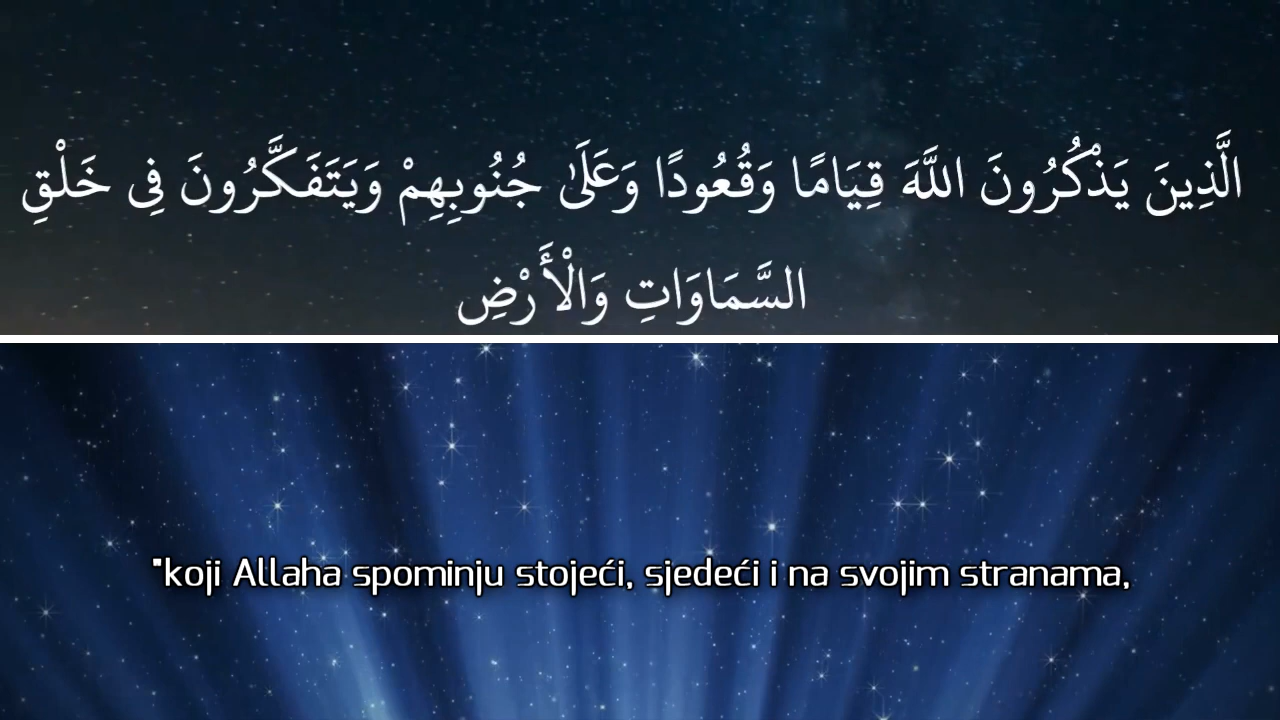 الَّذِينَ يَذْكُرُونَ اللَّهَ قِيَامًا وَقُعُودًا وَعَلَىٰ جُنُوبِهِمْ وَيَتَفَكَّرُونَ فِي خَلْقِ
السَّمَاوَاتِ وَالْأَرْضِ
"koji Allaha spominju stojeći, sjedeći i na svojim stranama,